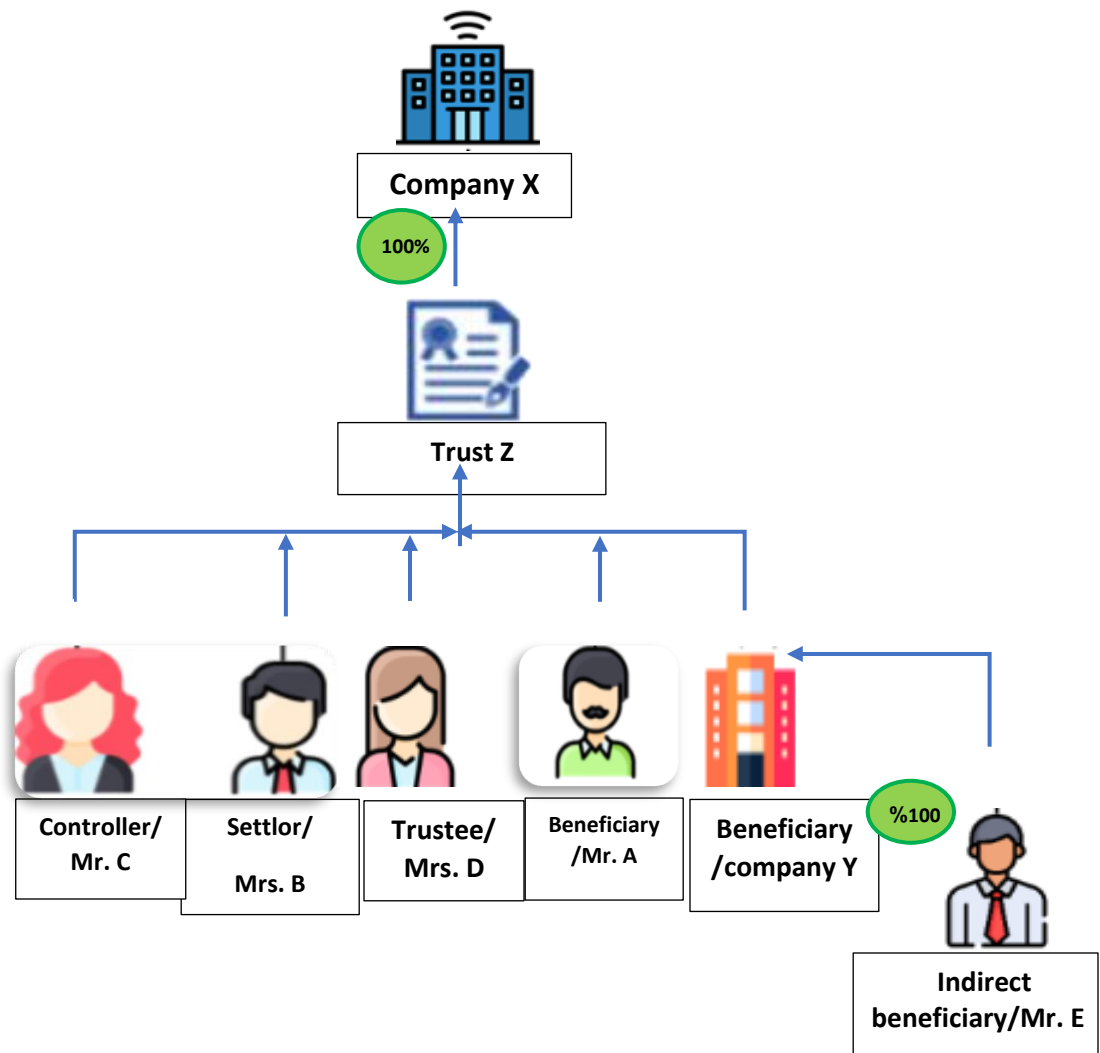 Company X
100%
Trust Z
Controller/
Mr. C
Settlor/
Mrs. B
Trustee/
Mrs. D
Beneficiary
/Mr. A
Beneficiary
/company Y
%100
Indirect
beneficiary/Mr. E